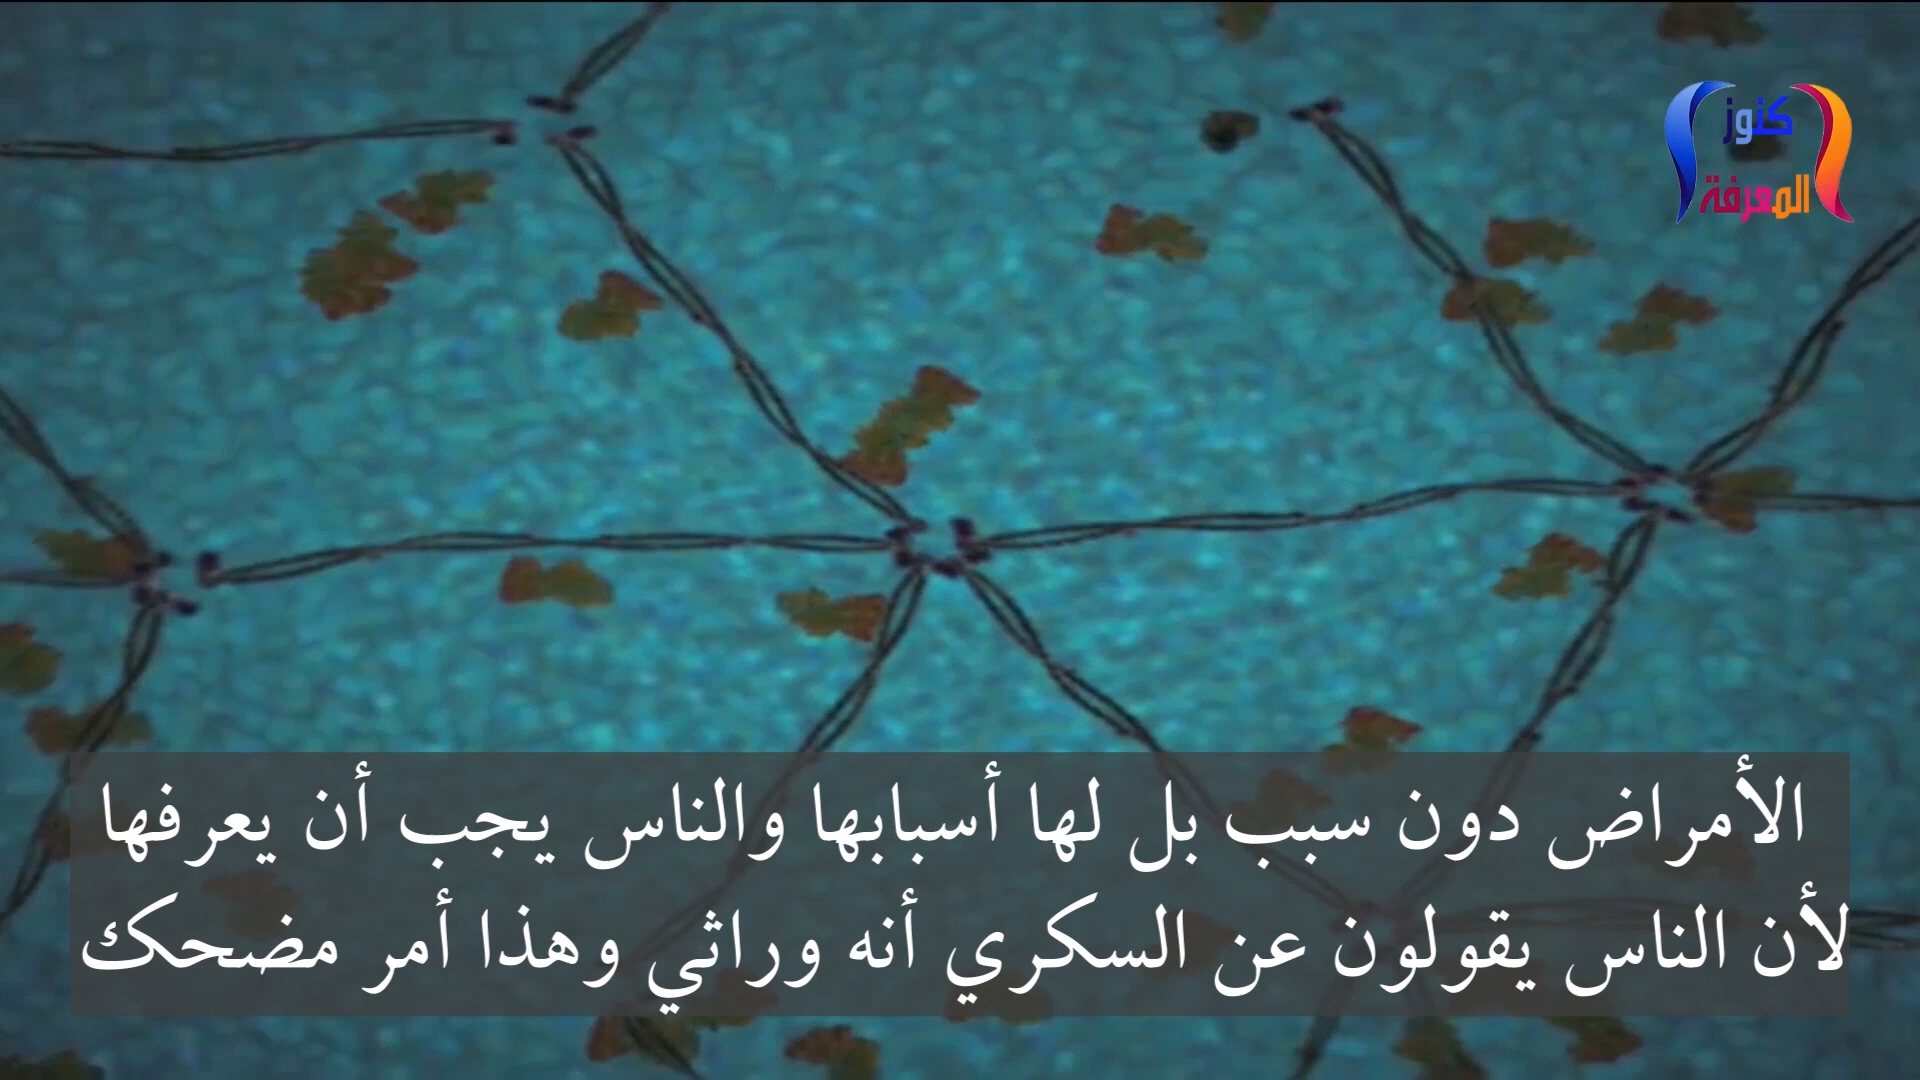 كنوز
المعرفة
الأمراض دون سبب بل لها أسبابها والناس يجب أن يعرفها
لأن الناس يقولون عن السكري أنه وراثي وهذا أمر مضحك